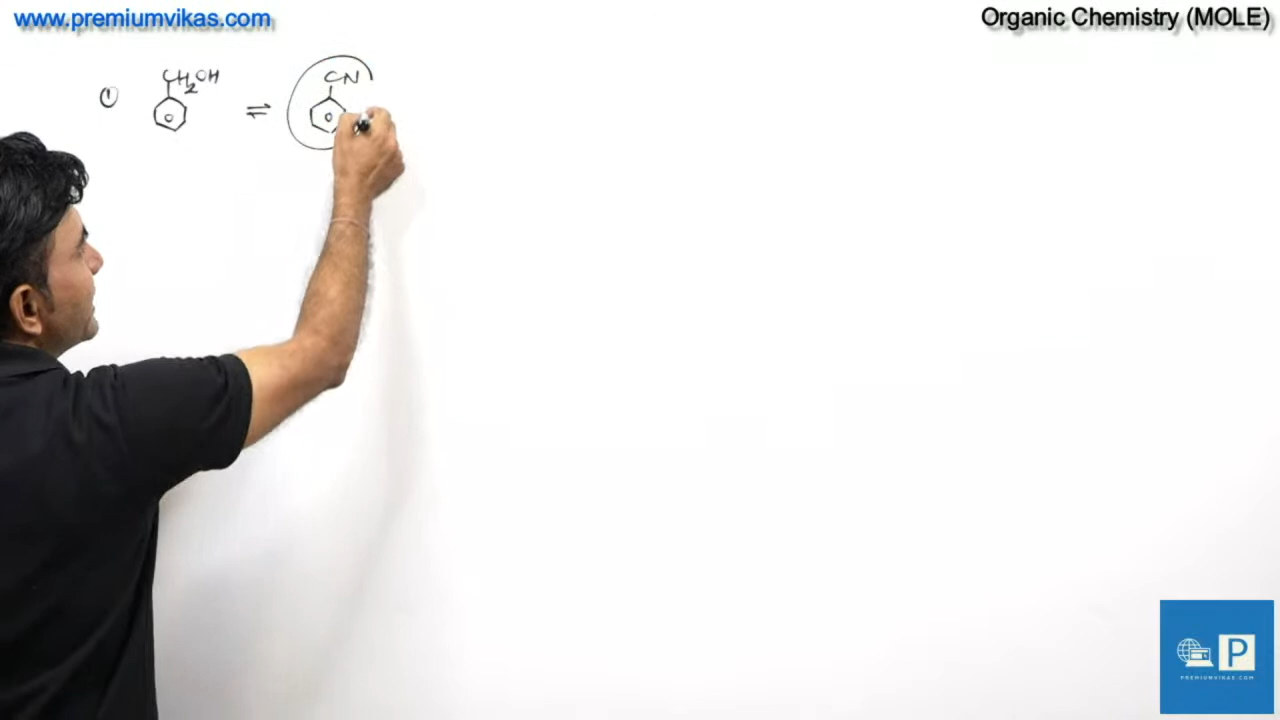 www.premiumvikas.com
Organic Chemistry (MOLE)
① CH2OH ⇌ CN
P
PREMIUMVIKAS.COM